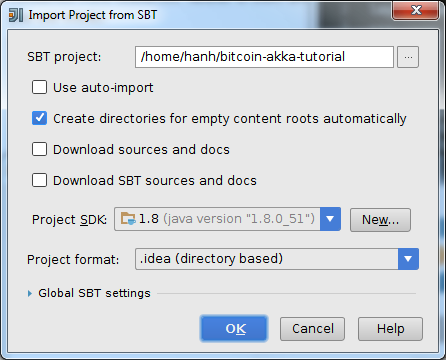 Import Project from SBT
SBT project: /home/hanh/bitcoin-akka-tutorial ...
Use auto-import
Create directories for empty content roots automatically
Download sources and docs
Download SBT sources and docs
Project SDK: 1.8 (java version "1.8.0_51") New...
Project format: .idea (directory based)
Global SBT settings
OK Cancel Help